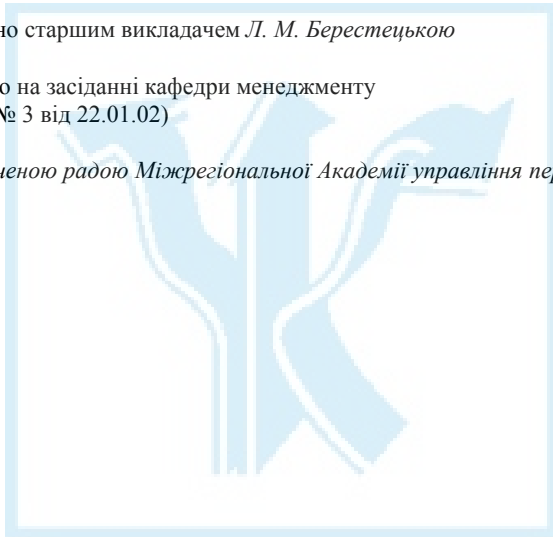 но старшим викладачем Л. М. Берестецькою
о на засіданні кафедри менеджменту
№ 3 від 22.01.02)
ченою радою Міжрегіональної Академії управління пер